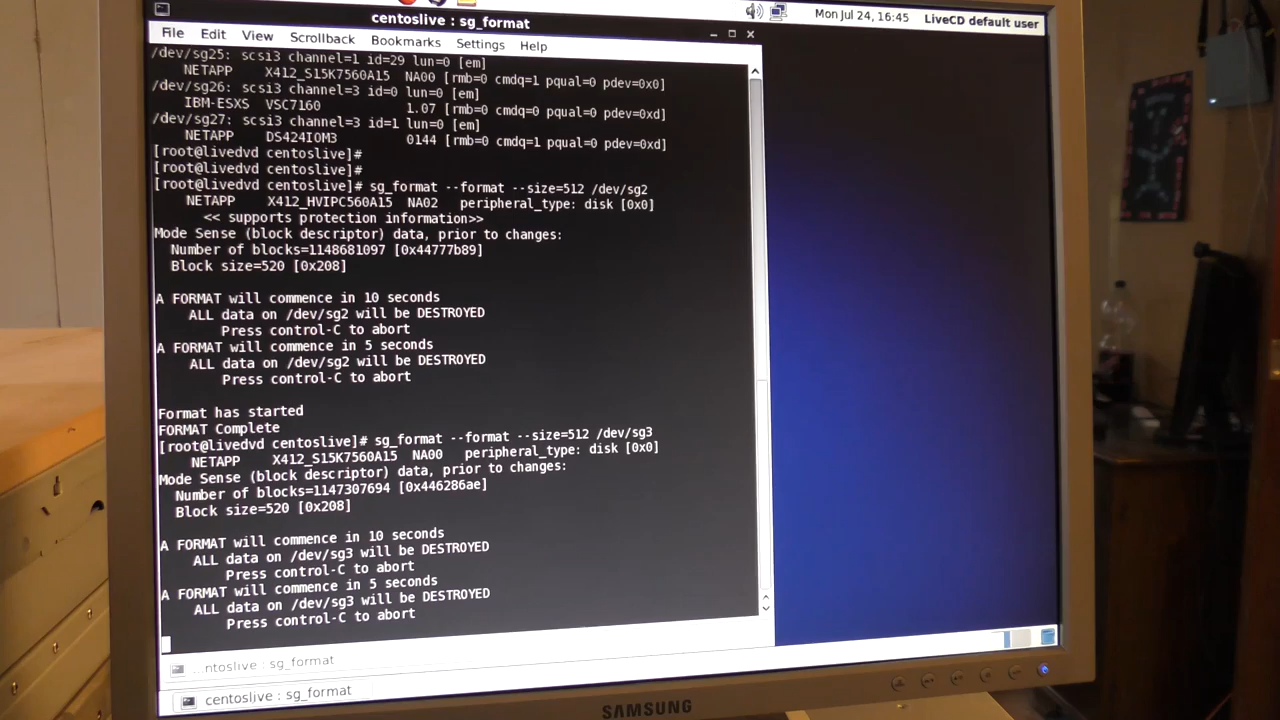 centoslive : sg_format
Mon Jul 24, 16:45 LiveCD default user
File Edit View Scrollback Bookmarks Settings Help
/dev/sg25: scsi3 channel=1 id=29 lun=0 [em]
NETAPP X412_S15K7560A15 NA00 [rmb=0 cmdq=1 pqual=0 pdev=0x0]
/dev/sg26: scsi3 channel=3 id=0 lun=0 [em]
IBM-ESXS VSC7160 1.07 [rmb=0 cmdq=1 pqual=0 pdev=0xd]
/dev/sg27: scsi3 channel=3 id=1 lun=0 [em]
NETAPP DS424IOM3 0144 [rmb=0 cmdq=1 pqual=0 pdev=0xd]
[root@livedvd centoslive]#
[root@livedvd centoslive]#
[root@livedvd centoslive]# sg_format --format --size=512 /dev/sg2
NETAPP X412_HVIPC560A15 NA02 peripheral_type: disk [0x0]
<< supports protection information>>
Mode Sense (block descriptor) data, prior to changes:
Number of blocks=1148681097 [0x44777b89]
Block size=520 [0x208]
A FORMAT will commence in 10 seconds
ALL data on /dev/sg2 will be DESTROYED
Press control-C to abort
A FORMAT will commence in 5 seconds
ALL data on /dev/sg2 will be DESTROYED
Press control-C to abort
Format has started
FORMAT Complete
[root@livedvd centoslive]# sg_format --format --size=512 /dev/sg3
NETAPP X412_S15K7560A15 NA00 peripheral_type: disk [0x0]
Mode Sense (block descriptor) data, prior to changes:
Number of blocks=1147307694 [0x446286ae]
Block size=520 [0x208]
A FORMAT will commence in 10 seconds
ALL data on /dev/sg3 will be DESTROYED
Press control-C to abort
A FORMAT will commence in 5 seconds
ALL data on /dev/sg3 will be DESTROYED
Press control-C to abort
...ntoslive : sg_format
centoslive : sg_format
SAMSUNG